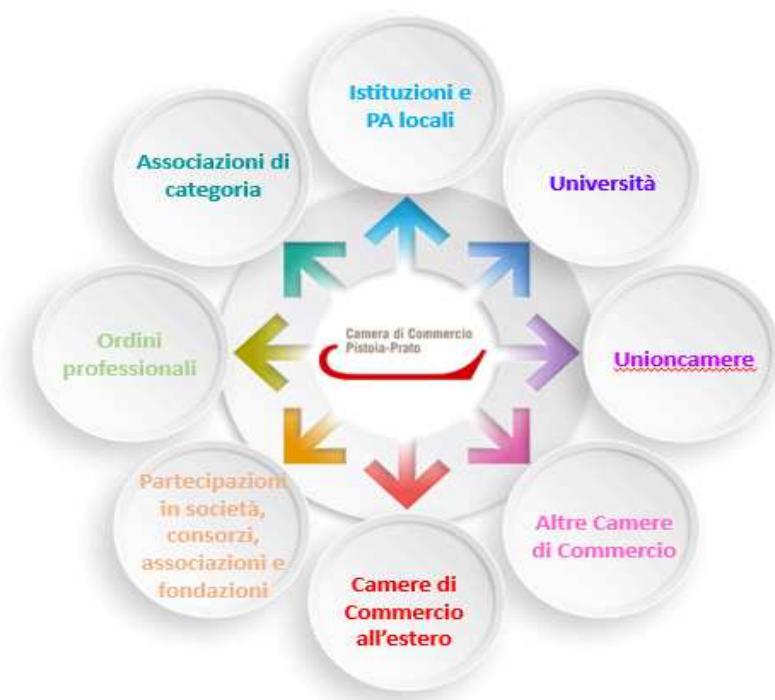 Istituzioni e
PA locali
Università
Unioncamere
Altre Camere
di Commercio
Camere di
Commercio
all'estero
Partecipazioni
in società,
consorzi,
associazioni e
fondazioni
Ordini
professionali
Associazioni di
categoria
Camera di Commercio
Pistoia-Prato